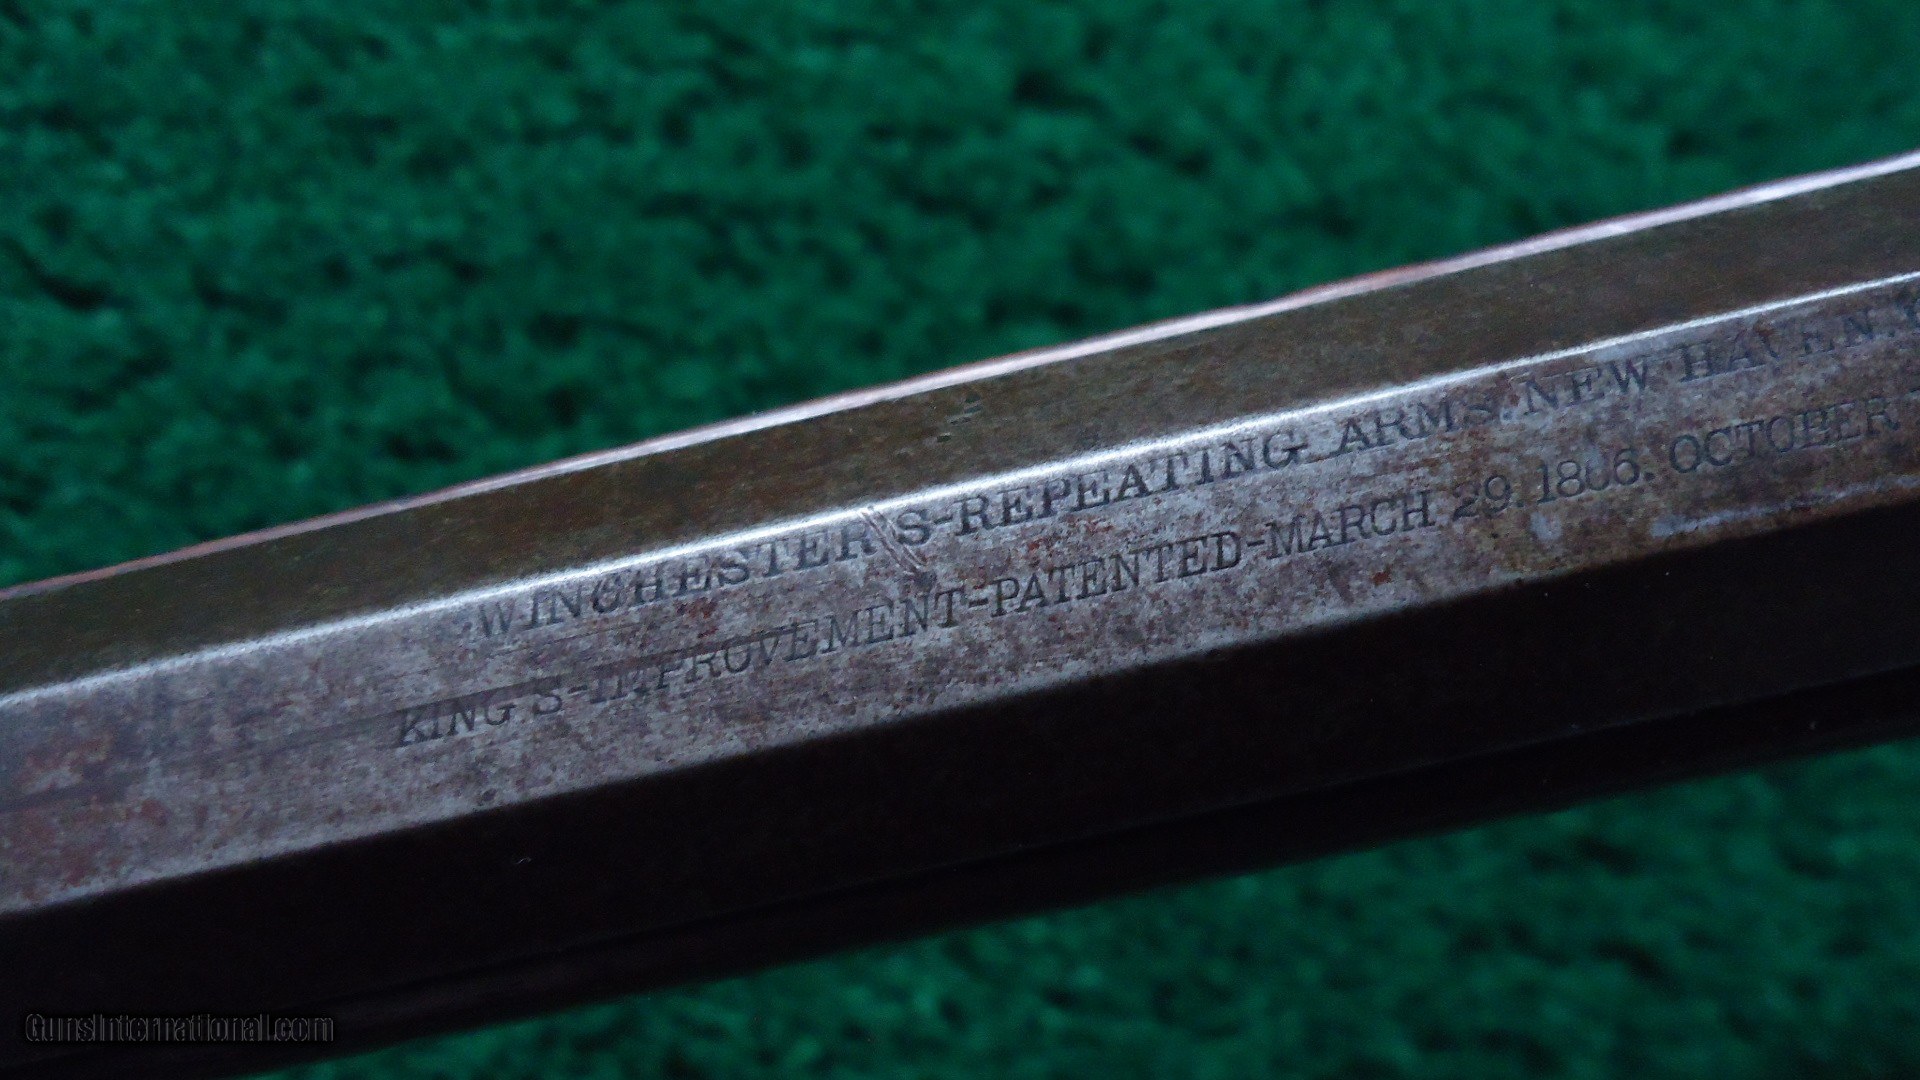 WINCHESTER'S-REPEATING ARMS. NEW HAVEN.
KING'S-IMPROVEMENT-PATENTED-MARCH 29. 1866. OCTOBER
GunsInternational.com